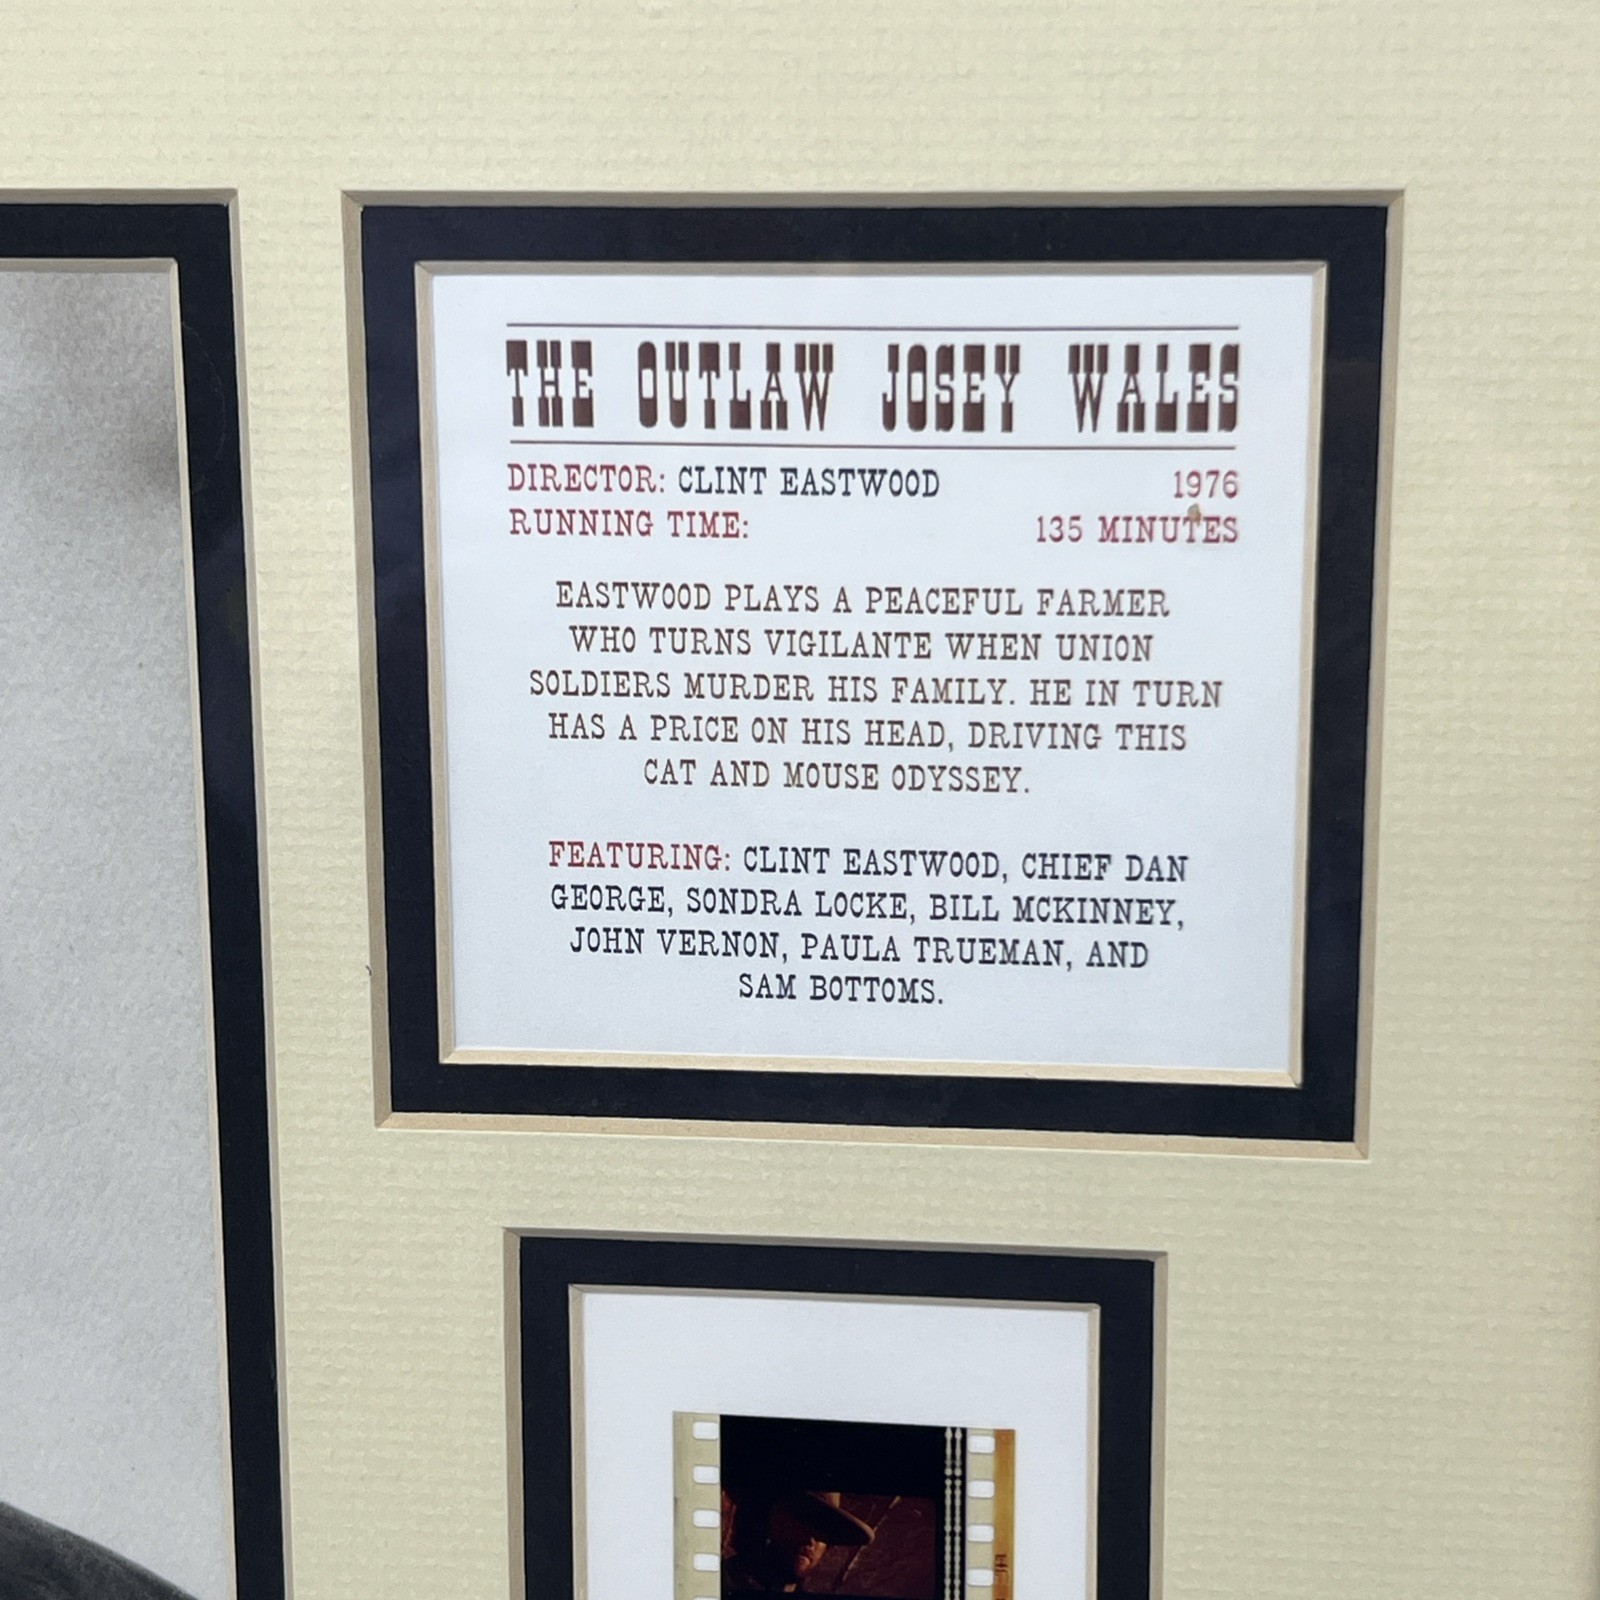 THE OUTLAW JOSEY WALES
DIRECTOR: CLINT EASTWOOD 1976
RUNNING TIME: 135 MINUTES
EASTWOOD PLAYS A PEACEFUL FARMER
WHO TURNS VIGILANTE WHEN UNION
SOLDIERS MURDER HIS FAMILY. HE IN TURN
HAS A PRICE ON HIS HEAD, DRIVING THIS
CAT AND MOUSE ODYSSEY.
FEATURING: CLINT EASTWOOD, CHIEF DAN
GEORGE, SONDRA LOCKE, BILL MCKINNEY,
JOHN VERNON, PAULA TRUEMAN, AND
SAM BOTTOMS.